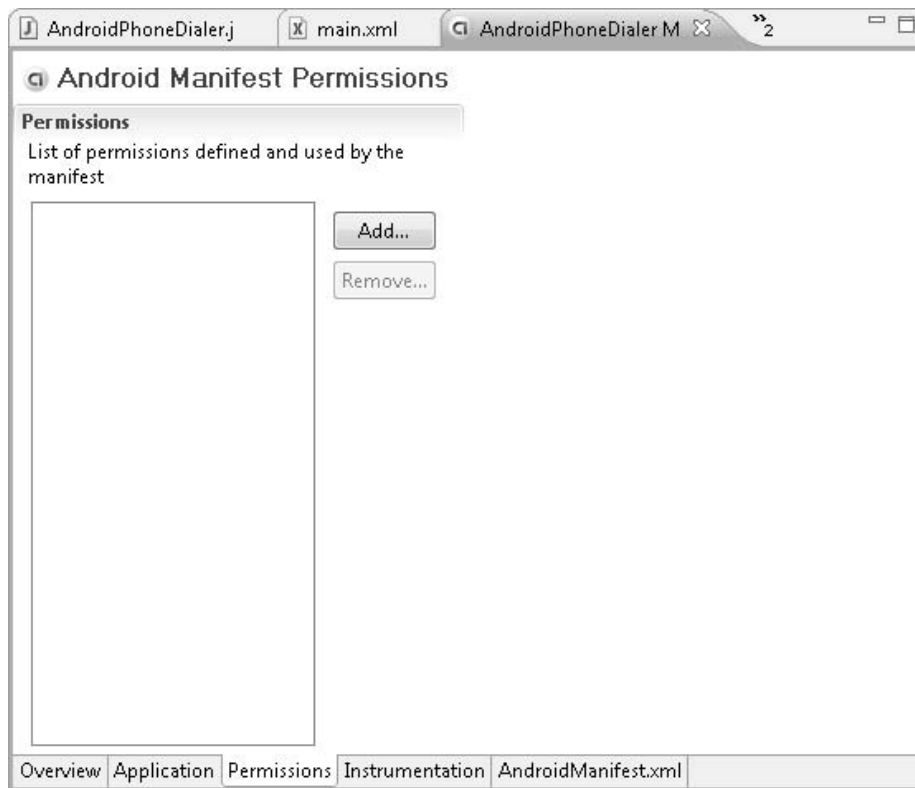 AndroidPhoneDialer.j main.xml AndroidPhoneDialer M »2
Android Manifest Permissions
Permissions
List of permissions defined and used by the
manifest
Add...
Remove...
Overview Application Permissions Instrumentation AndroidManifest.xml